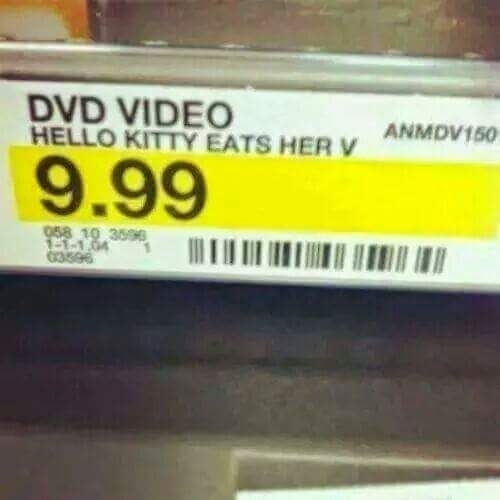 DVD VIDEO
HELLO KITTY EATS HER V
ANMDV150
9.99
058 10 3596
1-1-1.04 1
03596